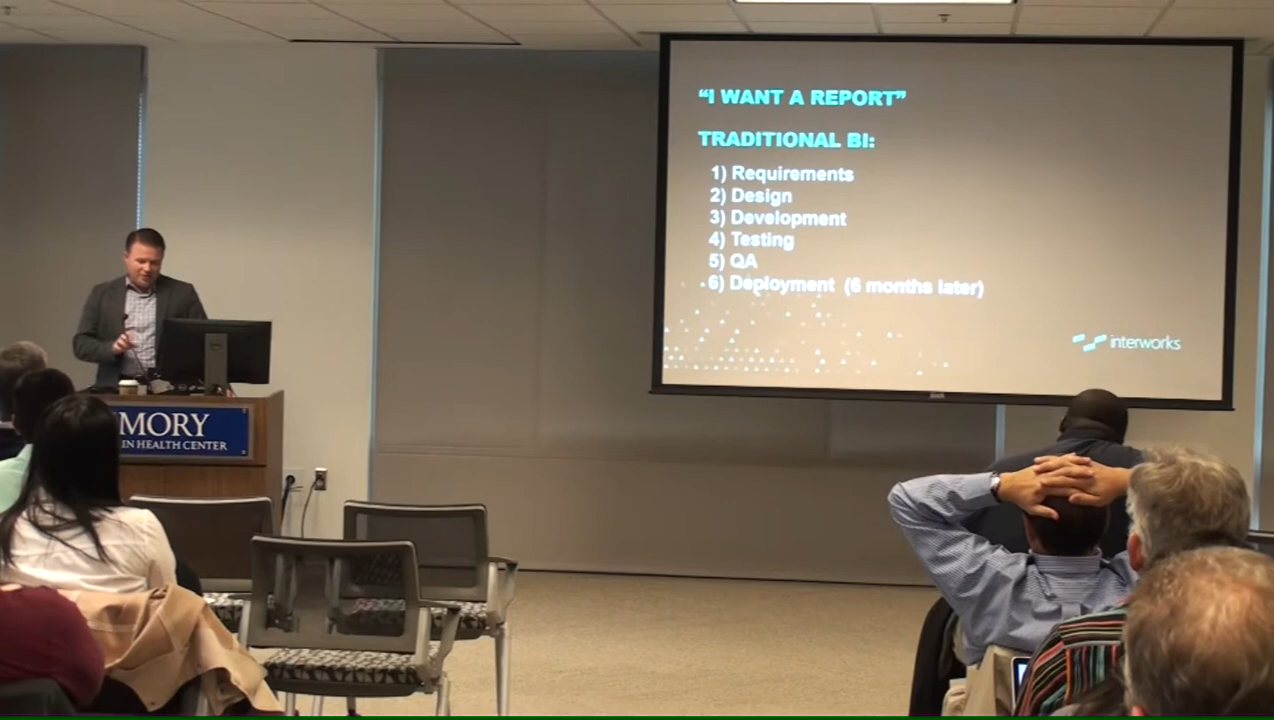 “I WANT A REPORT”
TRADITIONAL BI:
1) Requirements
2) Design
3) Development
4) Testing
5) QA
6) Deployment (6 months later)
interworks
MORY
IN HEALTH CENTER